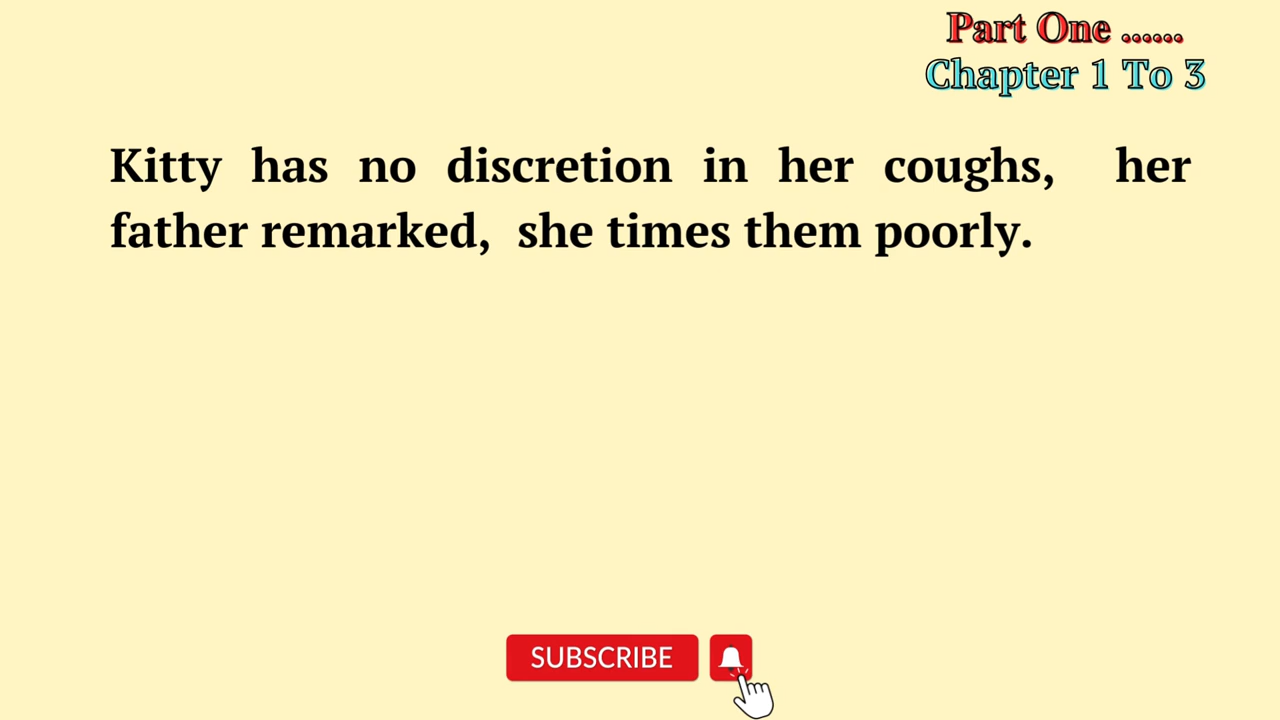 Part One ......
Chapter 1 To 3
Kitty has no discretion in her coughs, her
father remarked, she times them poorly.
SUBSCRIBE